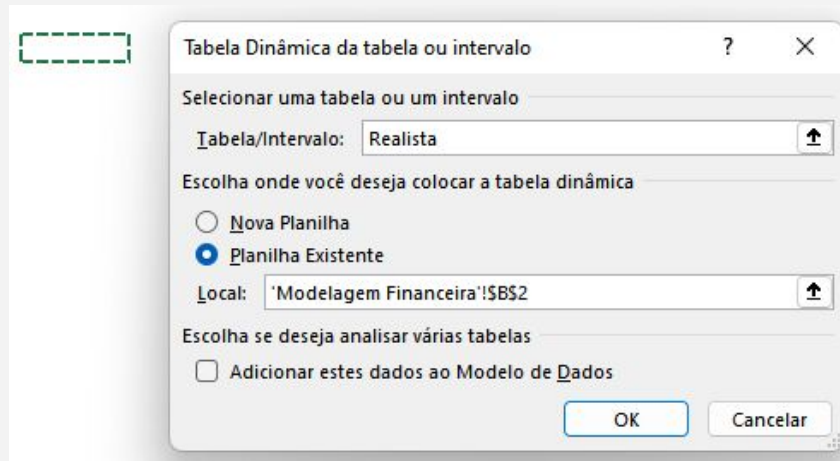 Tabela Dinâmica da tabela ou intervalo ? ×
Selecionar uma tabela ou um intervalo
Tabela/Intervalo: Realista
Escolha onde você deseja colocar a tabela dinâmica
Nova Planilha
Planilha Existente
Local: 'Modelagem Financeira'!$B$2
Escolha se deseja analisar várias tabelas
Adicionar estes dados ao Modelo de Dados
OK Cancelar